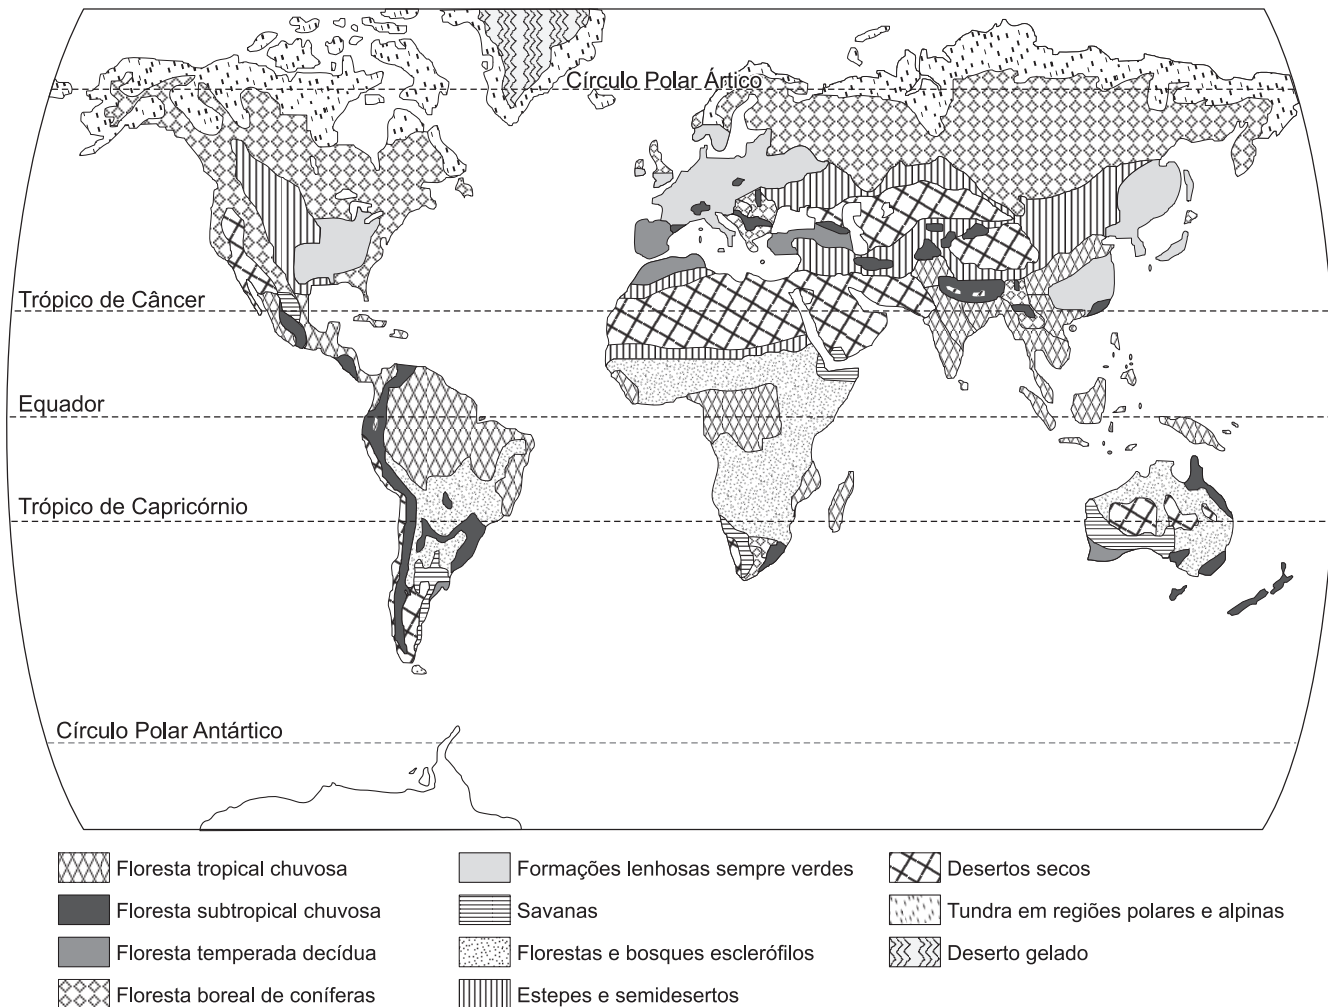 Círculo Polar Ártico
Trópico de Câncer
Equador
Trópico de Capricórnio
Círculo Polar Antártico
Floresta tropical chuvosa
Floresta subtropical chuvosa
Floresta temperada decídua
Floresta boreal de coníferas
Formações lenhosas sempre verdes
Savanas
Florestas e bosques esclerófilos
Estepes e semidesertos
Desertos secos
Tundra em regiões polares e alpinas
Deserto gelado